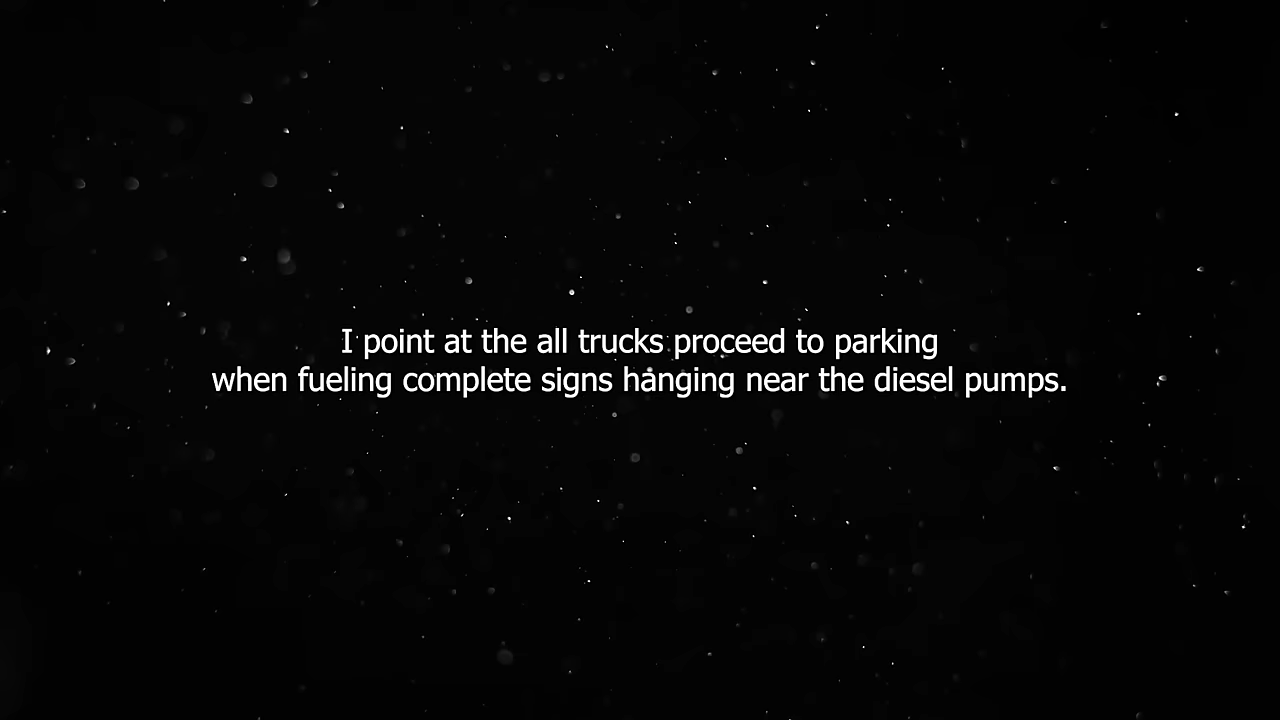 I point at the all trucks proceed to parking
when fueling complete signs hanging near the diesel pumps.